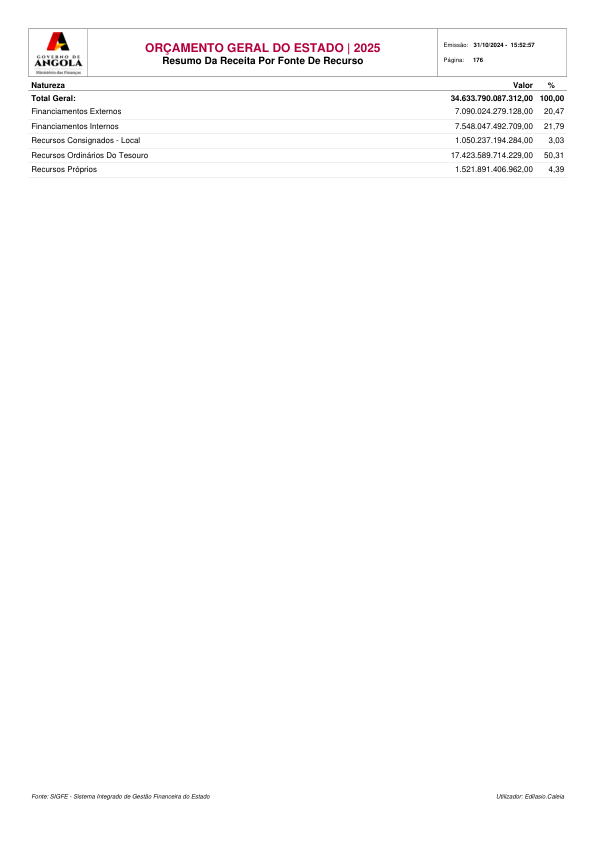 GOVERNO DE
ANGOLA
Ministério das Finanças
ORÇAMENTO GERAL DO ESTADO | 2025
Resumo Da Receita Por Fonte De Recurso
Emissão: 31/10/2024 - 15:52:57
Página: 176
Natureza Valor %
Total Geral: 34.633.790.087.312,00 100,00
Financiamentos Externos 7.090.024.279.128,00 20,47
Financiamentos Internos 7.548.047.492.709,00 21,79
Recursos Consignados - Local 1.050.237.194.284,00 3,03
Recursos Ordinários Do Tesouro 17.423.589.714.229,00 50,31
Recursos Próprios 1.521.891.406.962,00 4,39
Fonte: SIGFE - Sistema Integrado de Gestão Financeira do Estado Utilizador: Edilasio.Caleia